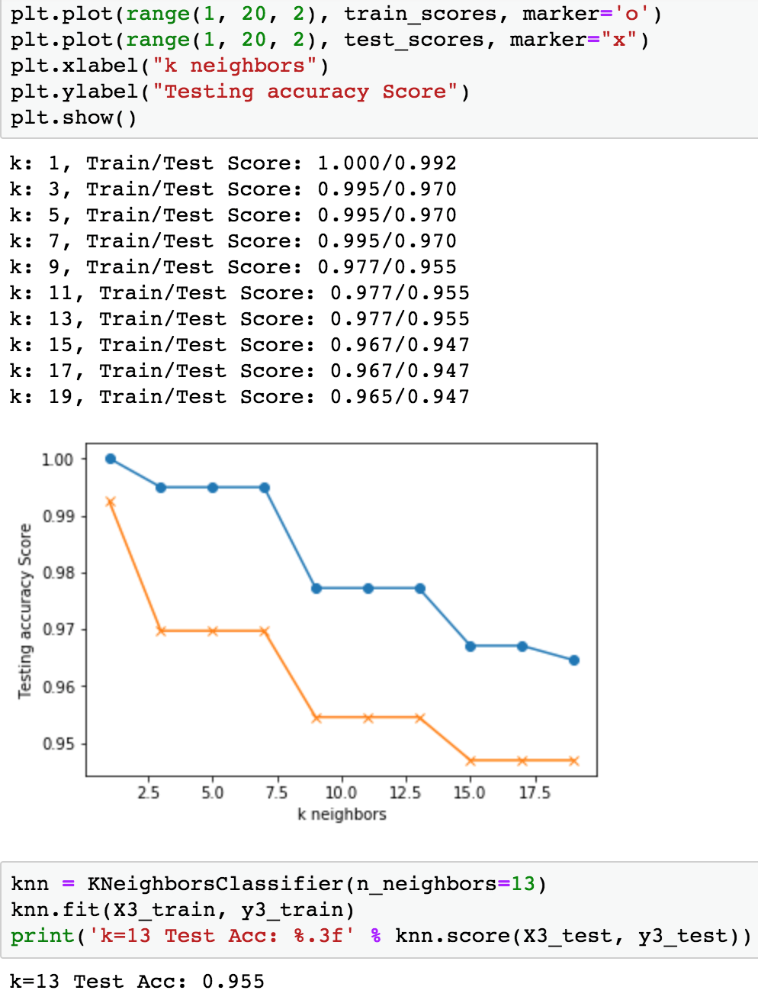 plt.plot(range(1, 20, 2), train_scores, marker='o')
plt.plot(range(1, 20, 2), test_scores, marker="x")
plt.xlabel("k neighbors")
plt.ylabel("Testing accuracy Score")
plt.show()
k: 1, Train/Test Score: 1.000/0.992
k: 3, Train/Test Score: 0.995/0.970
k: 5, Train/Test Score: 0.995/0.970
k: 7, Train/Test Score: 0.995/0.970
k: 9, Train/Test Score: 0.977/0.955
k: 11, Train/Test Score: 0.977/0.955
k: 13, Train/Test Score: 0.977/0.955
k: 15, Train/Test Score: 0.967/0.947
k: 17, Train/Test Score: 0.967/0.947
k: 19, Train/Test Score: 0.965/0.947
Testing accuracy Score
1.00
0.99
0.98
0.97
0.96
0.95
2.5 5.0 7.5 10.0 12.5 15.0 17.5
k neighbors
knn = KNeighborsClassifier(n_neighbors=13)
knn.fit(X3_train, y3_train)
print('k=13 Test Acc: %.3f' % knn.score(X3_test, y3_test))
k=13 Test Acc: 0.955